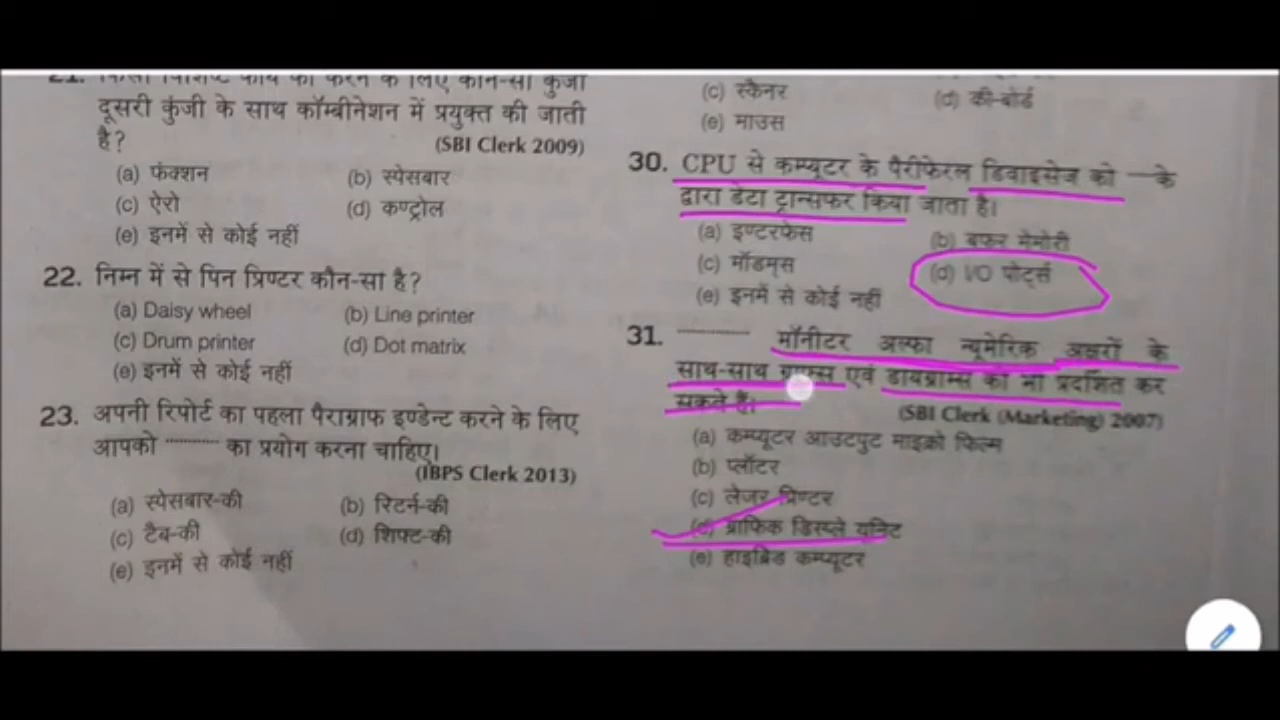 21. किसी विशिष्ट कार्य को करने के लिए कौन-सी कुंजी
दूसरी कुंजी के साथ कॉम्बीनेशन में प्रयुक्त की जाती
है?
(SBI Clerk 2009)
(a) फंक्शन (b) स्पेसबार
(c) ऐरो (d) कण्ट्रोल
(e) इनमें से कोई नहीं
22. निम्न में से पिन प्रिण्टर कौन-सा है?
(a) Daisy wheel (b) Line printer
(c) Drum printer (d) Dot matrix
(e) इनमें से कोई नहीं
23. अपनी रिपोर्ट का पहला पैराग्राफ इण्डेन्ट करने के लिए
आपको ........... का प्रयोग करना चाहिए।
(IBPS Clerk 2013)
(a) स्पेसबार-की (b) रिटर्न-की
(c) टैब-की (d) शिफ्ट-की
(e) इनमें से कोई नहीं
(c) स्कैनर (d) की-बोर्ड
(e) माउस
30. CPU से कम्प्यूटर के पैरीफेरल डिवाइसेज को —के
द्वारा डेटा ट्रान्सफर किया जाता है।
(a) इण्टरफेस (b) बफर मेमोरी
(c) मॉडम्स (d) I/O पोर्ट्स
(e) इनमें से कोई नहीं
31. ........... मॉनीटर अल्फा न्यूमेरिक अक्षरों के
साथ-साथ ग्राफ्स एवं डायग्राम्स को भी प्रदर्शित कर
सकते हैं।
(SBI Clerk (Marketing) 2007)
(a) कम्प्यूटर आउटपुट माइक्रो फिल्म
(b) प्लॉटर
(c) लेजर प्रिण्टर
(d) ग्राफिक डिस्प्ले यूनिट
(e) हाइब्रिड कम्प्यूटर